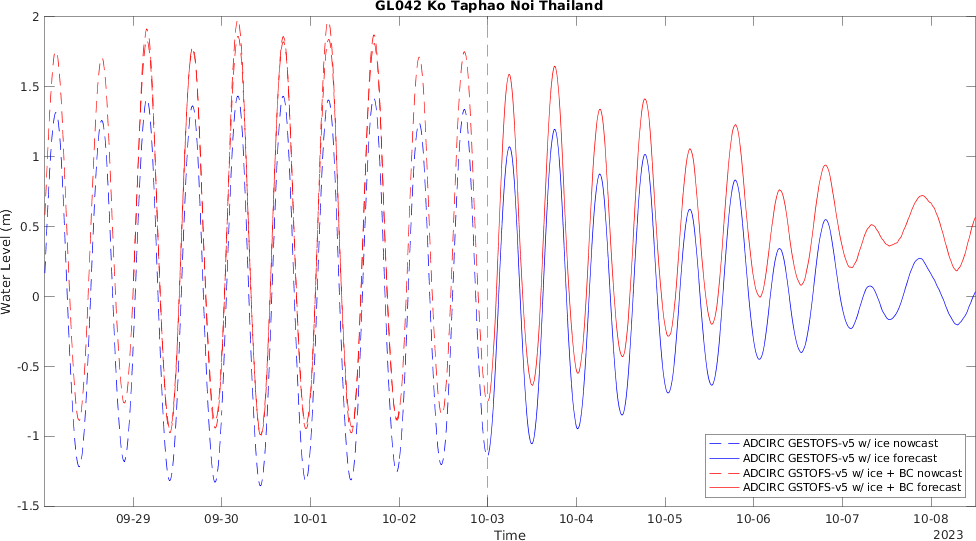 GL042 Ko Taphao Noi Thailand
Water Level (m)
2
1.5
1
0.5
0
-0.5
-1
-1.5
ADCIRC GESTOFS-v5 w/ ice nowcast
ADCIRC GESTOFS-v5 w/ ice forecast
ADCIRC GSTOFS-v5 w/ ice + BC nowcast
ADCIRC GSTOFS-v5 w/ ice + BC forecast
09-29 09-30 10-01 10-02 10-03 10-04 10-05 10-06 10-07 10-08
Time
2023